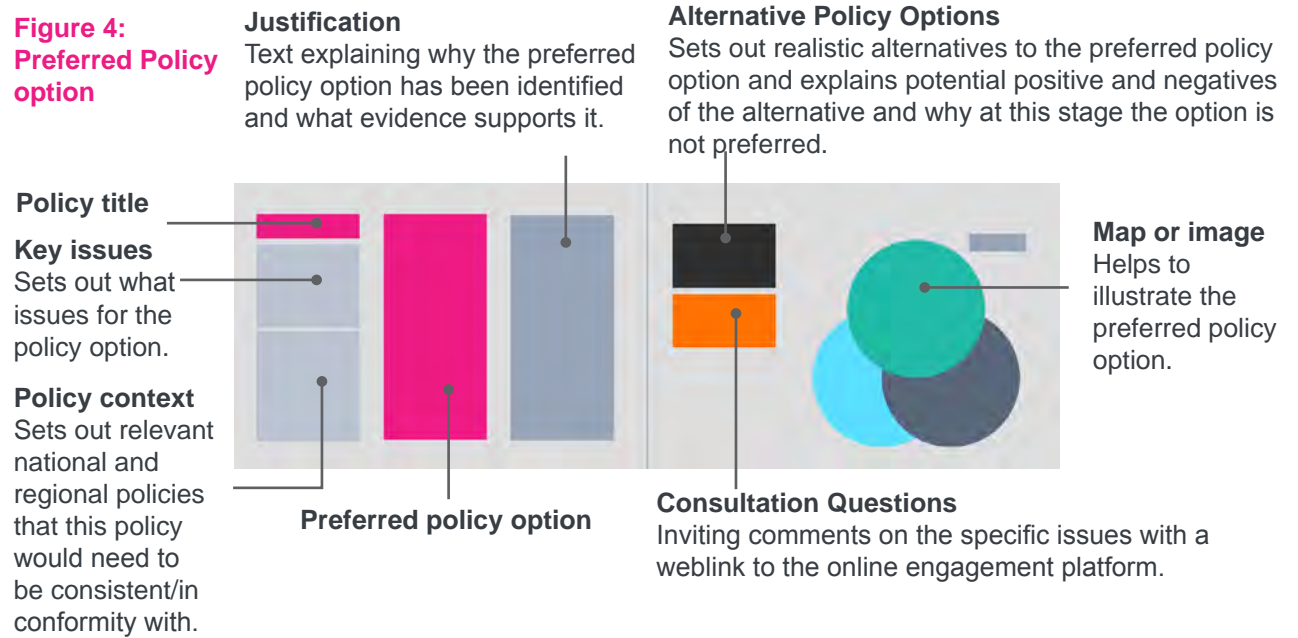 Figure 4:
Preferred Policy
option
Justification
Text explaining why the preferred
policy option has been identified
and what evidence supports it.
Alternative Policy Options
Sets out realistic alternatives to the preferred policy
option and explains potential positive and negatives
of the alternative and why at this stage the option is
not preferred.
Policy title
Key issues
Sets out what
issues for the
policy option.
Policy context
Sets out relevant
national and
regional policies
that this policy
would need to
be consistent/in
conformity with.
Preferred policy option
Consultation Questions
Inviting comments on the specific issues with a
weblink to the online engagement platform.
Map or image
Helps to
illustrate the
preferred policy
option.